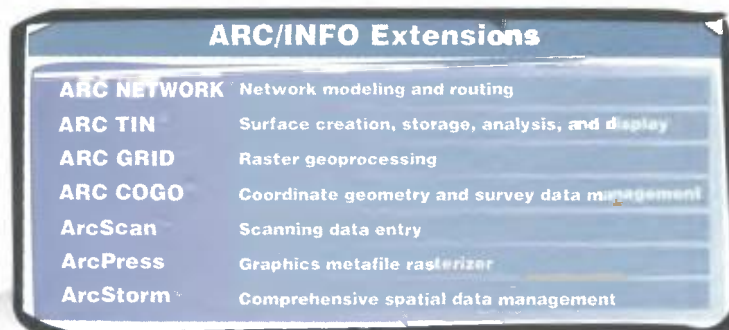 ARC/INFO Extensions
ARC NETWORK Network modeling and routing
ARC TIN Surface creation, storage, analysis, and display
ARC GRID Raster geoprocessing
ARC COGO Coordinate geometry and survey data management
ArcScan Scanning data entry
ArcPress Graphics metafile rasterizer
ArcStorm Comprehensive spatial data management